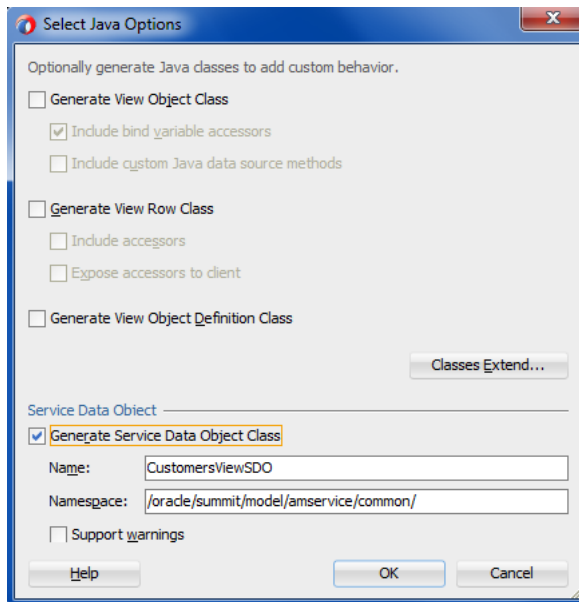 Select Java Options
Optionally generate Java classes to add custom behavior.
Generate View Object Class
Include bind variable accessors
Include custom Java data source methods
Generate View Row Class
Include accessors
Expose accessors to client
Generate View Object Definition Class
Classes Extend...
Service Data Object
Generate Service Data Object Class
Name: CustomersViewSDO
Namespace: /oracle/summit/model/amservice/common/
Support warnings
Help OK Cancel